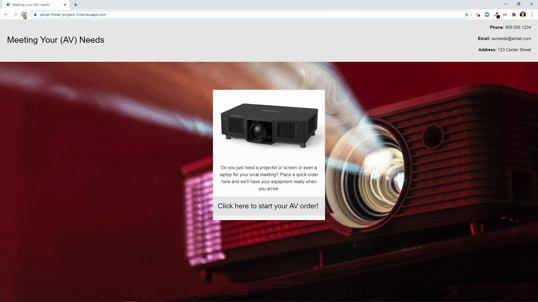 Meeting your (AV) needs
james-fisher-project-3.herokuapp.com
Meeting Your (AV) Needs
Phone: 800.555.1234
Email: avneeds@email.com
Address: 123 Center Street
Do you just need a projector or screen or even a
laptop for your local meeting? Place a quick order
here and we'll have your equipment ready when
you arrive.
Click here to start your AV order!